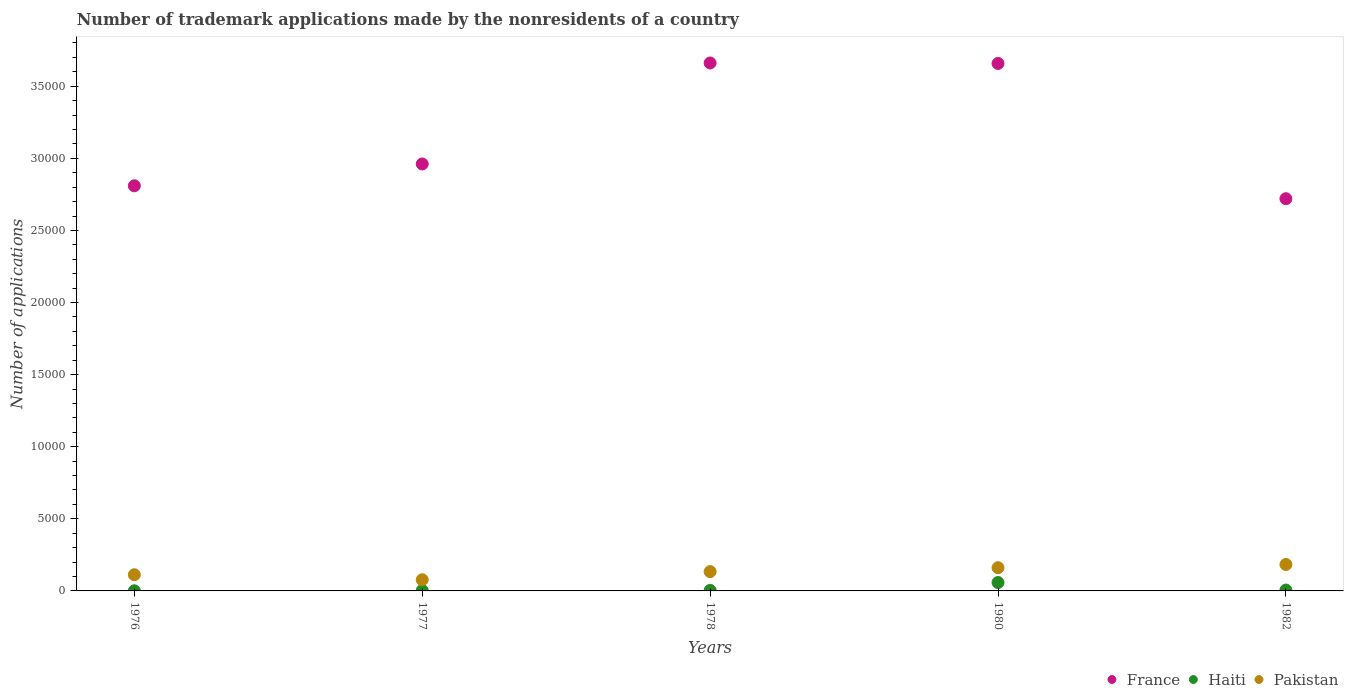 Number of trademark applications made by the nonresidents of a country
Number of applications
35000
30000
25000
20000
15000
10000
5000
0
1976
1977
1978
1980
1982
Years
France
Haiti
Pakistan